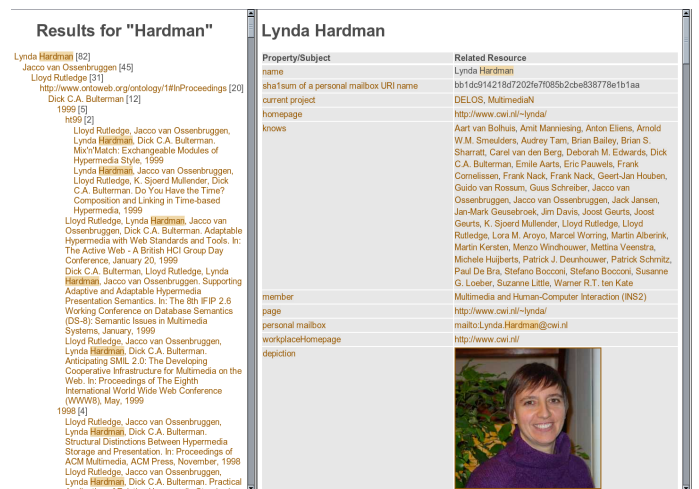 Results for "Hardman"
Lynda Hardman [82]
Jacco van Ossenbruggen [45]
Lloyd Rutledge [31]
http://www.ontoweb.org/ontology/1#InProceedings [20]
Dick C.A. Bulterman [12]
1999 [5]
ht99 [2]
Lloyd Rutledge, Jacco van Ossenbruggen,
Lynda Hardman, Dick C.A. Bulterman.
Mix'n'Match: Exchangeable Modules of
Hypermedia Style, 1999
Lynda Hardman, Jacco van Ossenbruggen,
Lloyd Rutledge, K. Sjoerd Mullender, Dick
C.A. Bulterman. Do You Have the Time?
Composition and Linking in Time-based
Hypermedia, 1999
Lloyd Rutledge, Lynda Hardman, Jacco van
Ossenbruggen, Dick C.A. Bulterman. Adaptable
Hypermedia with Web Standards and Tools. In:
The Active Web - A British HCI Group Day
Conference, January 20, 1999
Dick C.A. Bulterman, Lloyd Rutledge, Lynda
Hardman, Jacco van Ossenbruggen. Supporting
Adaptive and Adaptable Hypermedia
Presentation Semantics. In: The 8th IFIP 2.6
Working Conference on Database Semantics
(DS-8): Semantic Issues in Multimedia
Systems, January, 1999
Lloyd Rutledge, Jacco van Ossenbruggen,
Lynda Hardman, Dick C.A. Bulterman.
Anticipating SMIL 2.0: The Developing
Cooperative Infrastructure for Multimedia on the
Web. In: Proceedings of The Eighth
International World Wide Web Conference
(WWW8), May, 1999
1998 [4]
Lloyd Rutledge, Jacco van Ossenbruggen,
Lynda Hardman, Dick C.A. Bulterman.
Structural Distinctions Between Hypermedia
Storage and Presentation. In: Proceedings of
ACM Multimedia, ACM Press, November, 1998
Lloyd Rutledge, Jacco van Ossenbruggen,
Lynda Hardman, Dick C.A. Bulterman. Practical
Lynda Hardman
Property/Subject Related Resource
name Lynda Hardman
sha1sum of a personal mailbox URI name bb1dc914218d7202fe7f085b2cbe838778e1b1aa
current project DELOS, MultimediaN
homepage http://www.cwi.nl/~lynda/
knows Aart van Bolhuis, Amit Manniesing, Anton Eliens, Arnold
W.M. Smeulders, Audrey Tam, Brian Bailey, Brian S.
Sharratt, Carel van den Berg, Deborah M. Edwards, Dick
C.A. Bulterman, Emile Aarts, Eric Pauwels, Frank
Cornelissen, Frank Nack, Frank Nack, Geert-Jan Houben,
Guido van Rossum, Guus Schreiber, Jacco van
Ossenbruggen, Jacco van Ossenbruggen, Jack Jansen,
Jan-Mark Geusebroek, Jim Davis, Joost Geurts, Joost
Geurts, K. Sjoerd Mullender, Lloyd Rutledge, Lloyd
Rutledge, Lora M. Aroyo, Marcel Worring, Martin Alberink,
Martin Kersten, Menzo Windhouwer, Mettina Veenstra,
Michele Huijberts, Patrick J. Deunhouwer, Patrick Schmitz,
Paul De Bra, Stefano Bocconi, Stefano Bocconi, Susanne
G. Loeber, Suzanne Little, Warner R.T. ten Kate
member Multimedia and Human-Computer Interaction (INS2)
page http://www.cwi.nl/~lynda/
personal mailbox mailto:Lynda.Hardman@cwi.nl
workplaceHomepage http://www.cwi.nl/
depiction